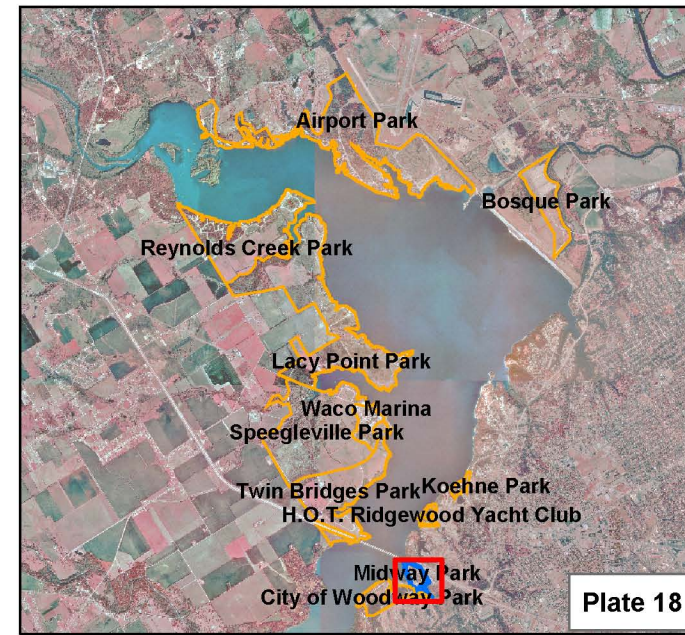 Airport Park
Bosque Park
Reynolds Creek Park
Lacy Point Park
Waco Marina
Speegleville Park
Twin Bridges Park
Koehne Park
H.O.T. Ridgewood Yacht Club
Midway Park
City of Woodway Park
Plate 18